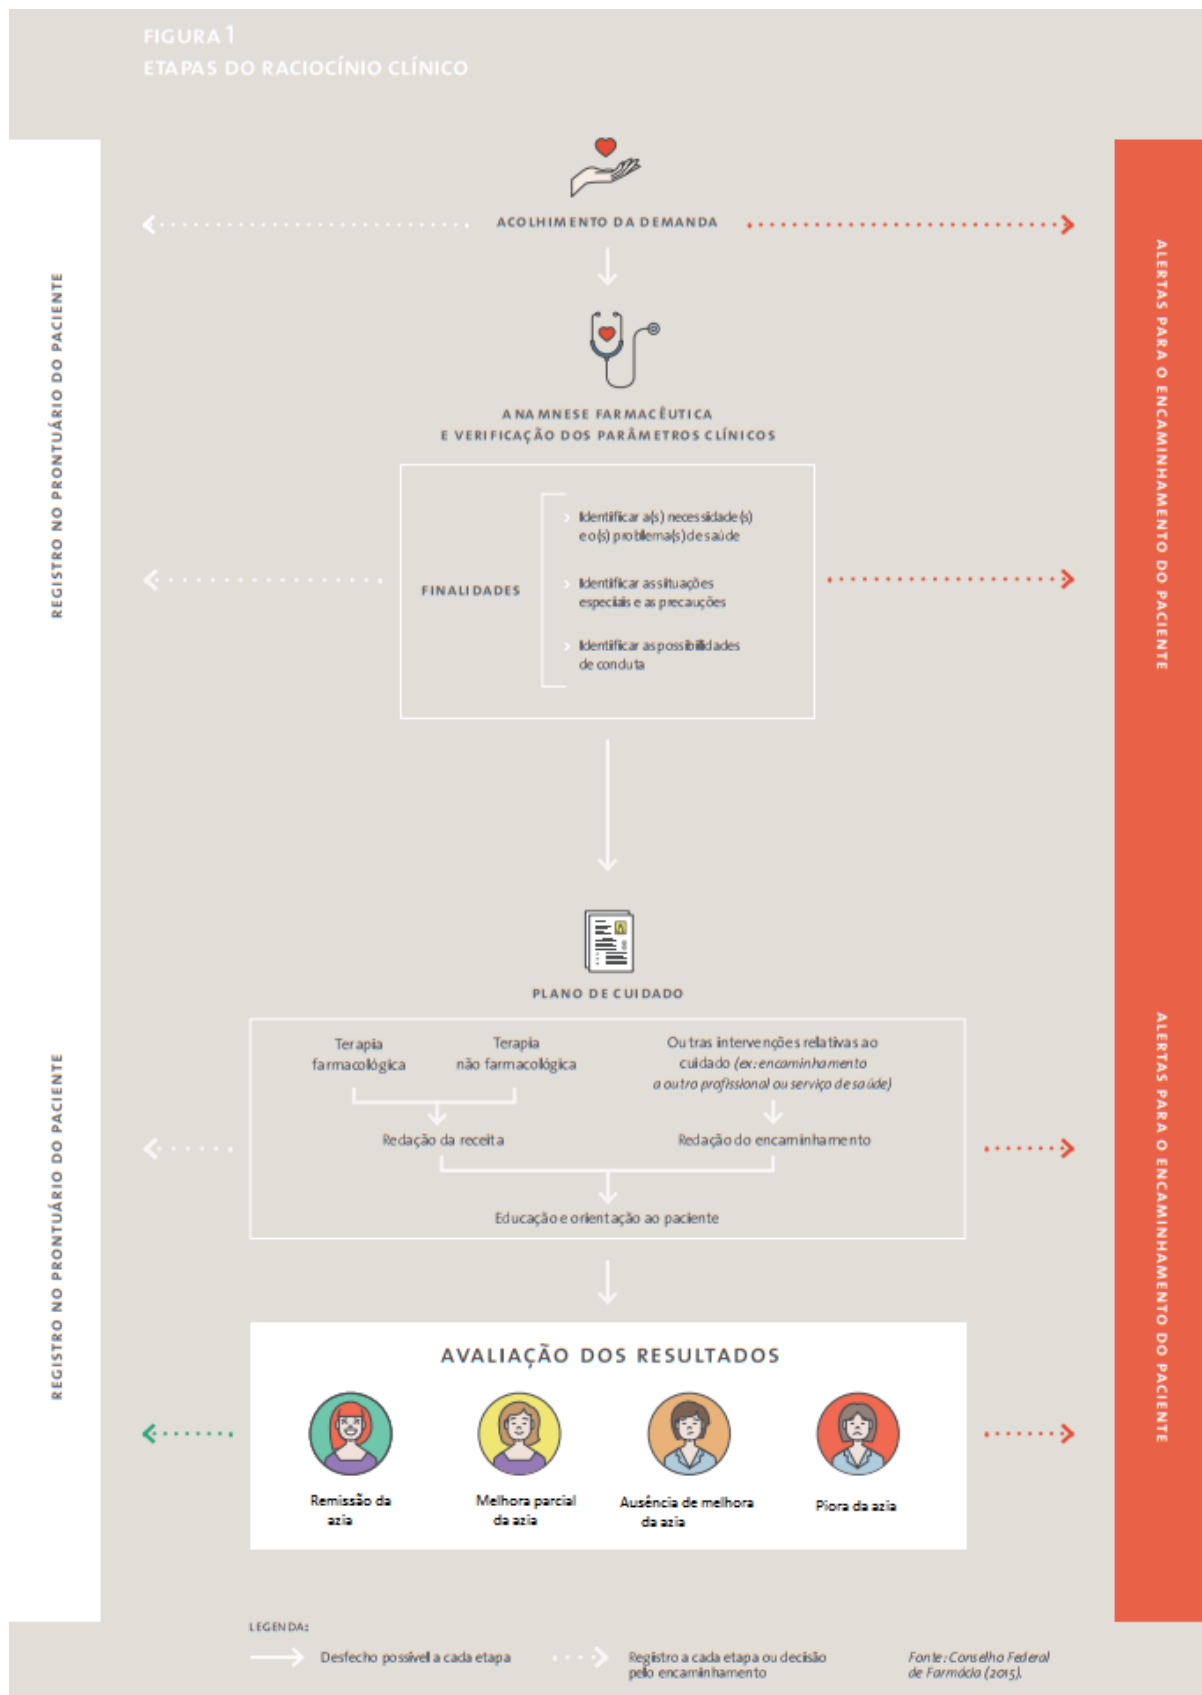 FIGURA 1
ETAPAS DO RACIOCÍNIO CLÍNICO
ACOLHIMENTO DA DEMANDA
REGISTRO NO PRONTUÁRIO DO PACIENTE
ALERTAS PARA O ENCAMINHAMENTO DO PACIENTE
ANAMNESE FARMACÊUTICA
E VERIFICAÇÃO DOS PARÂMETROS CLÍNICOS
FINALIDADES
Identificar a(s) necessidade(s)
e o(s) problema(s) de saúde
Identificar as situações
especiais e as precauções
Identificar as possibilidades
de conduta
PLANO DE CUIDADO
Terapia
farmacológica
Terapia
não farmacológica
Outras intervenções relativas ao
cuidado (ex: encaminhamento
a outro profissional ou serviço de saúde)
Redação da receita
Redação do encaminhamento
Educação e orientação ao paciente
REGISTRO NO PRONTUÁRIO DO PACIENTE
ALERTAS PARA O ENCAMINHAMENTO DO PACIENTE
AVALIAÇÃO DOS RESULTADOS
Remissão da
azia
Melhora parcial
da azia
Ausência de melhora
da azia
Piora da azia
LEGENDA:
Desfecho possível a cada etapa
Registro a cada etapa ou decisão
pelo encaminhamento
Fonte: Conselho Federal
de Farmácia (2015).